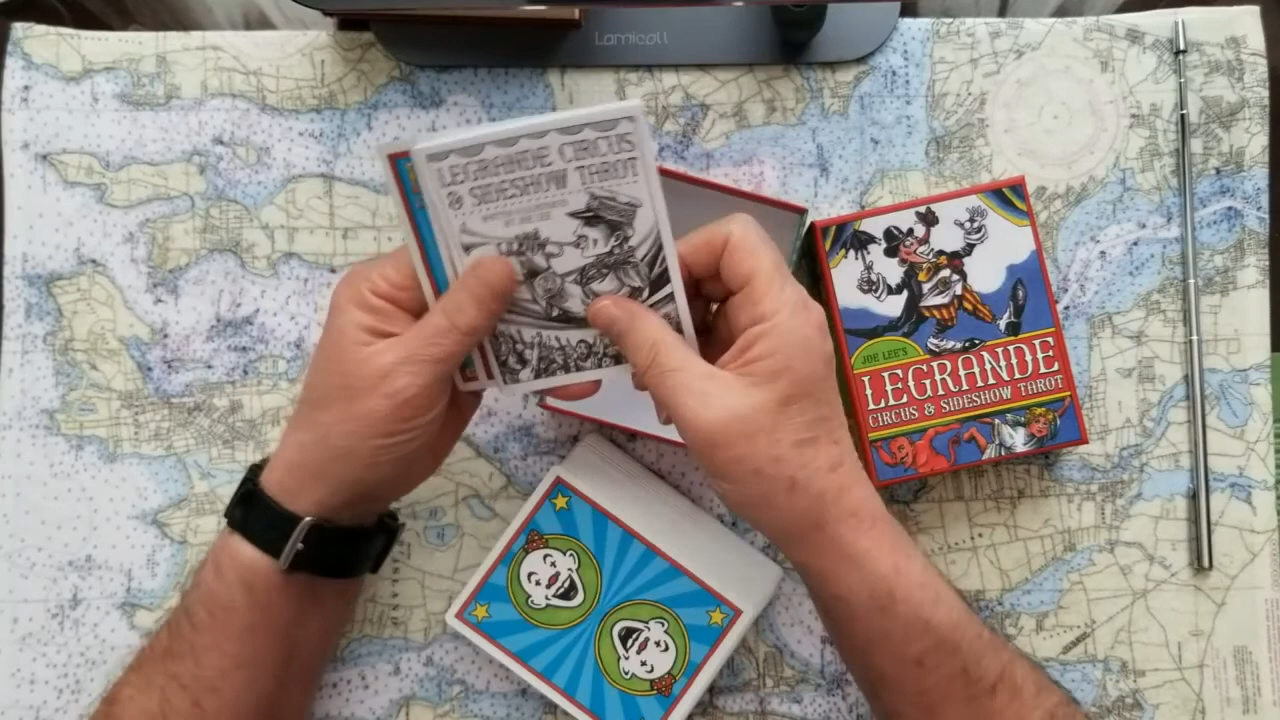 Lamicall
LEGRANDE CIRCUS
& SIDESHOW TAROT
JOE LEE'S
LEGRANDE
CIRCUS & SIDESHOW TAROT